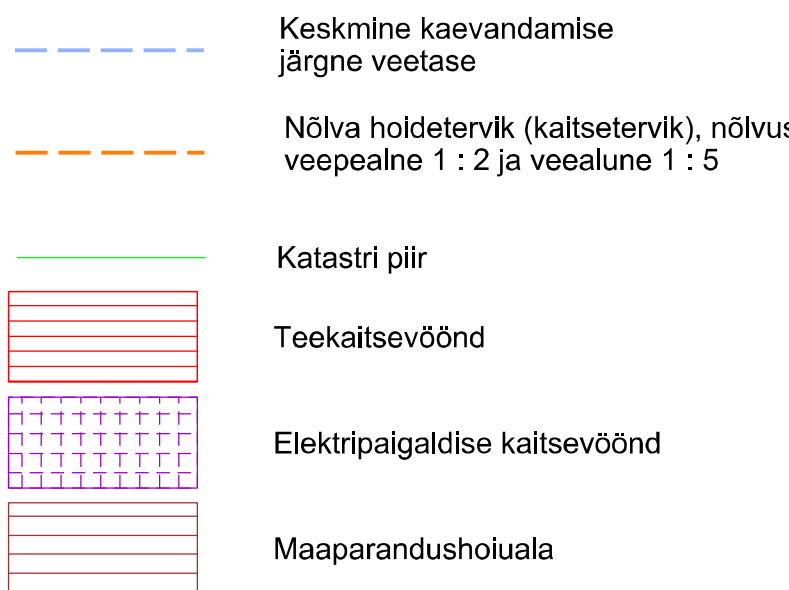 Keskmine kaevandamise
järgne veetase
Nõlva hoidetervik (kaitsetervik), nõlvus
veepealne 1 : 2 ja veealune 1 : 5
Katastri piir
Teekaitsevöönd
Elektripaigaldise kaitsevöönd
Maaparandushoiuala